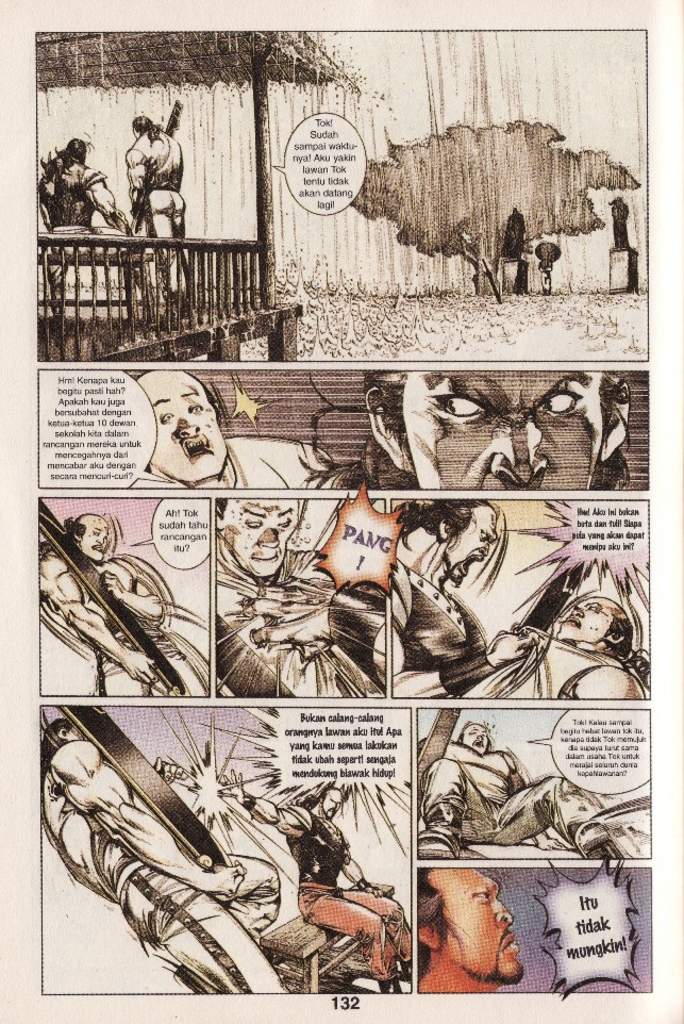 Tok!
Sudah
sampai waktu-
nya! Aku yakin
lawan Tok
tentu tidak
akan datang
lagi!
Hm! Kenapa kau
begitu pasti hah?
Apakah kau juga
bersubahat dengan
ketua-ketua 10 dewan
sekolah kita dalam
rancangan mereka untuk
mencegahnya dari
mencabar aku dengan
secara mencuri-curi?
Ah! Tok
sudah tahu
rancangan
itu?
PANG
!
Hm! Aku bukan
buta dan tuli! Siapa
pula yang akan dapat
menipu aku ini?
Bukan calang-calang
orangnya lawan aku itu! Apa
yang kamu semua lakukan
tidak ubah seperti sengaja
mendukung biawak hidup!
Tok! Kalau sampai
begitu hebat lawan tok itu,
kenapa tidak Tok memujuk
dia supaya turut sama
dalam usaha Tok untuk
merajai seluruh dunia
kepahlawanan?
Itu
tidak
mungkin!
132